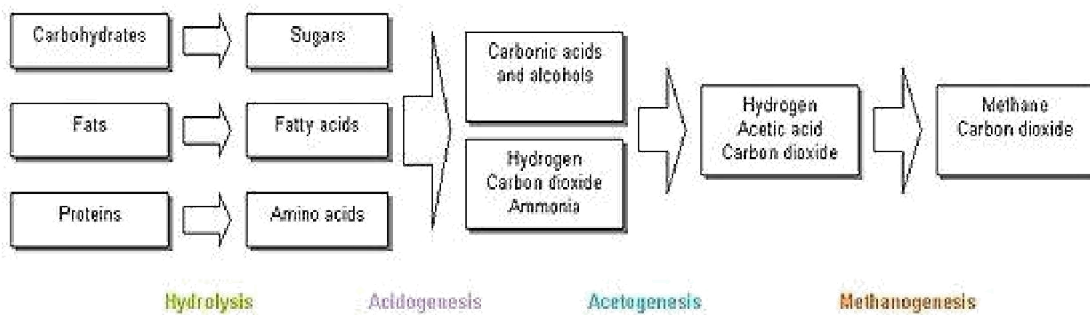 Carbohydrates
Sugars
Fats
Fatty acids
Proteins
Amino acids
Carbonic acids
and alcohols
Hydrogen
Carbon dioxide
Ammonia
Hydrogen
Acetic acid
Carbon dioxide
Methane
Carbon dioxide
Hydrolysis
Acidogenesis
Acetogenesis
Methanogenesis